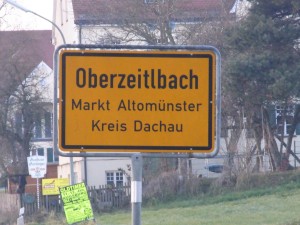 Oberzeitlbach
Markt Altomünster
Kreis Dachau